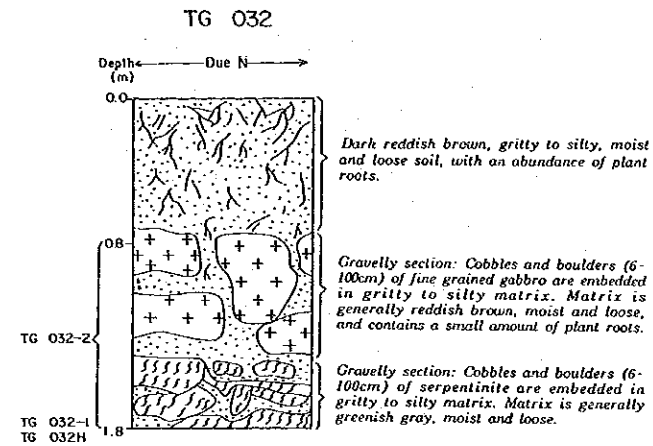 TG 032
Depth Due N
(m)
0.0
Dark reddish brown, gritty to silty, moist
and loose soil, with an abundance of plant
roots.
0.8
Gravelly section: Cobbles and boulders (6-
100cm) of fine grained gabbro are embedded
in gritty to silty matrix. Matrix is
generally reddish brown, moist and loose,
and contains a small amount of plant roots.
TG 032-2
Gravelly section: Cobbles and boulders (6-
100cm) of serpentinite are embedded in
gritty to silty matrix. Matrix is generally
greenish gray, moist and loose.
TG 032-1
TG 032H
1.8